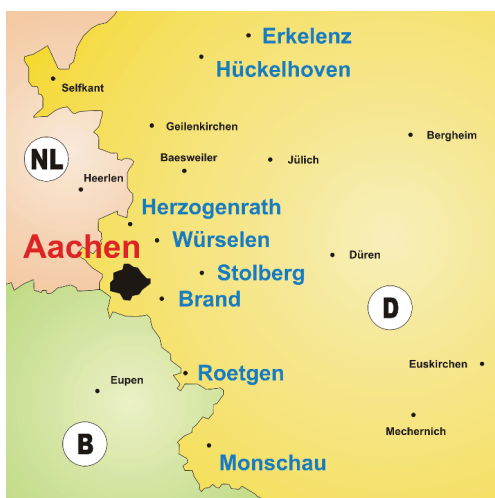 Erkelenz
Hückelhoven
Selfkant
Geilenkirchen
Bergheim
Baesweiler
Jülich
NL
Heerlen
Herzogenrath
Würselen
Aachen
Düren
Stolberg
Brand
D
Euskirchen
Roetgen
Eupen
Mechernich
B
Monschau